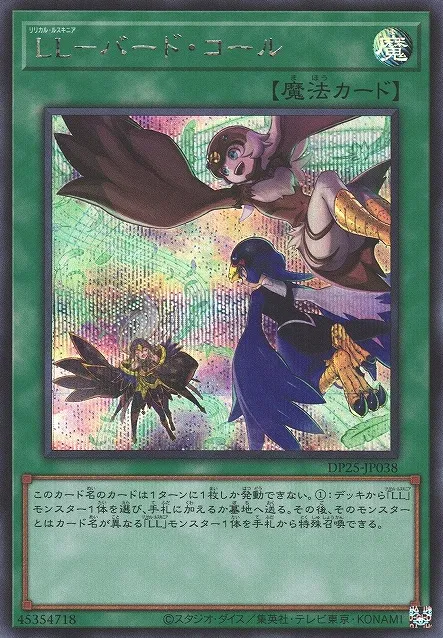 リリカル・ルスキニア
LL－バード・コール
魔
まほう
【魔法カード】
DP25-JP038
このカード名のカードは１ターンに１枚しか発動できない。①：デッキから「LL」
モンスター１体を選び、手札に加えるか墓地へ送る。その後、そのモンスター
とはカード名が異なる「LL」モンスター１体を手札から特殊召喚できる。
45354718
©スタジオ・ダイス／集英社・テレビ東京・KONAMI